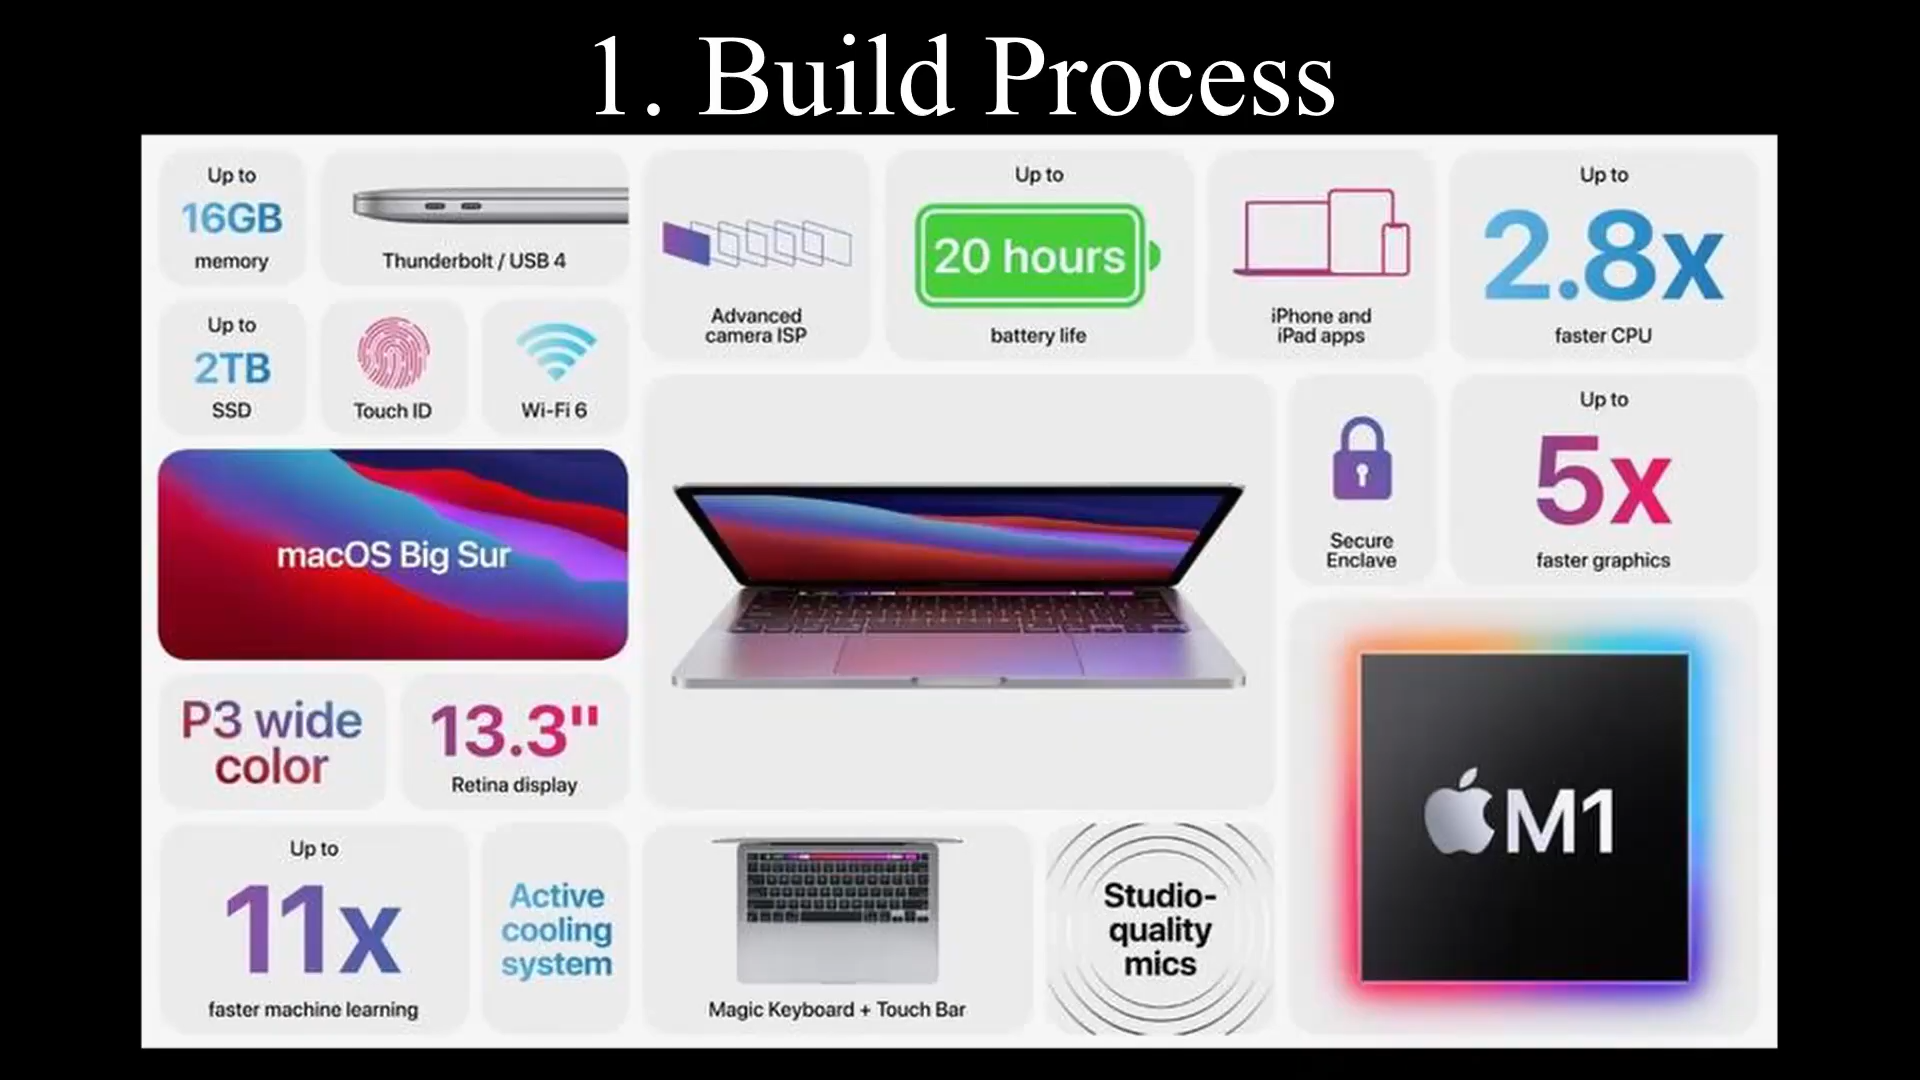 1. Build Process
Up to
16GB
memory
Thunderbolt / USB 4
Up to
2TB
SSD
Touch ID
Wi-Fi 6
Advanced
camera ISP
Up to
20 hours
battery life
iPhone and
iPad apps
Up to
2.8x
faster CPU
macOS Big Sur
Secure
Enclave
Up to
5x
faster graphics
P3 wide
color
13.3"
Retina display
M1
Up to
11x
faster machine learning
Active
cooling
system
Magic Keyboard + Touch Bar
Studio-
quality
mics